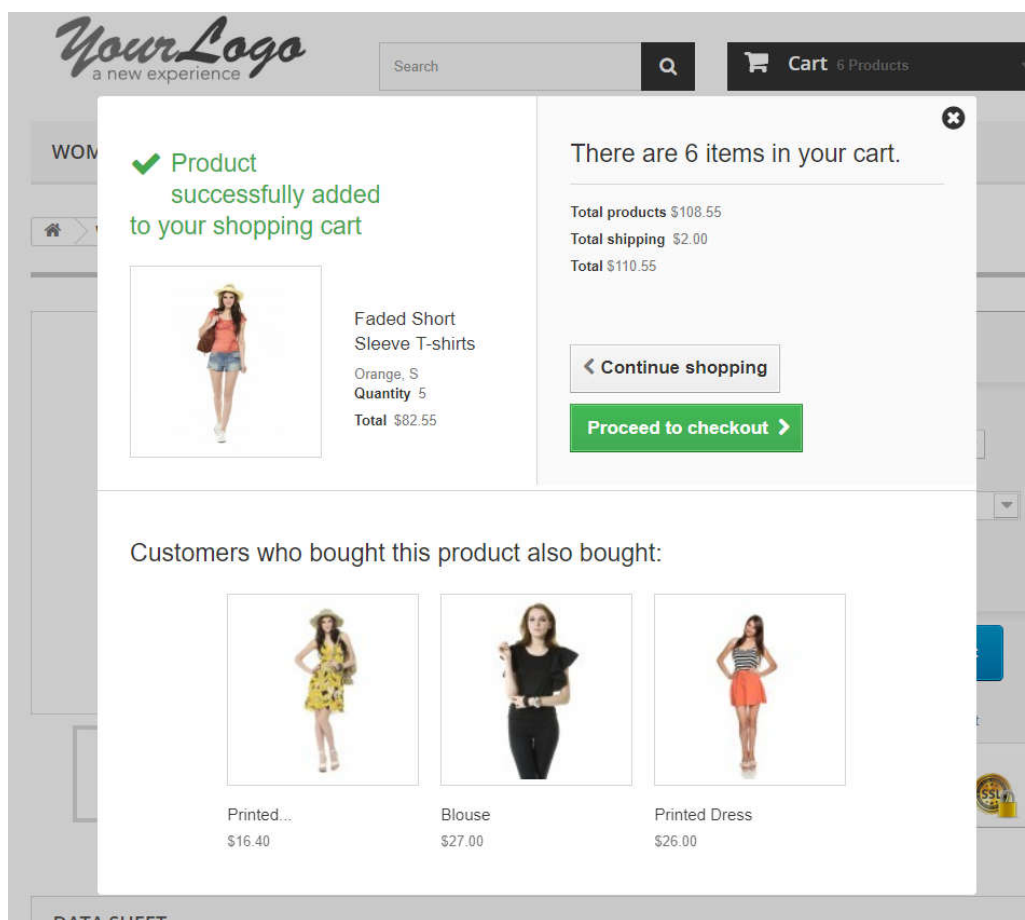 YourLogo
a new experience
Search
Cart 6 Products
WOM
Product
successfully added
to your shopping cart
Faded Short
Sleeve T-shirts
Orange, S
Quantity 5
Total $82.55
There are 6 items in your cart.
Total products $108.55
Total shipping $2.00
Total $110.55
Continue shopping
Proceed to checkout
Customers who bought this product also bought:
Printed...
$16.40
Blouse
$27.00
Printed Dress
$26.00
SSL
DATA SHEET